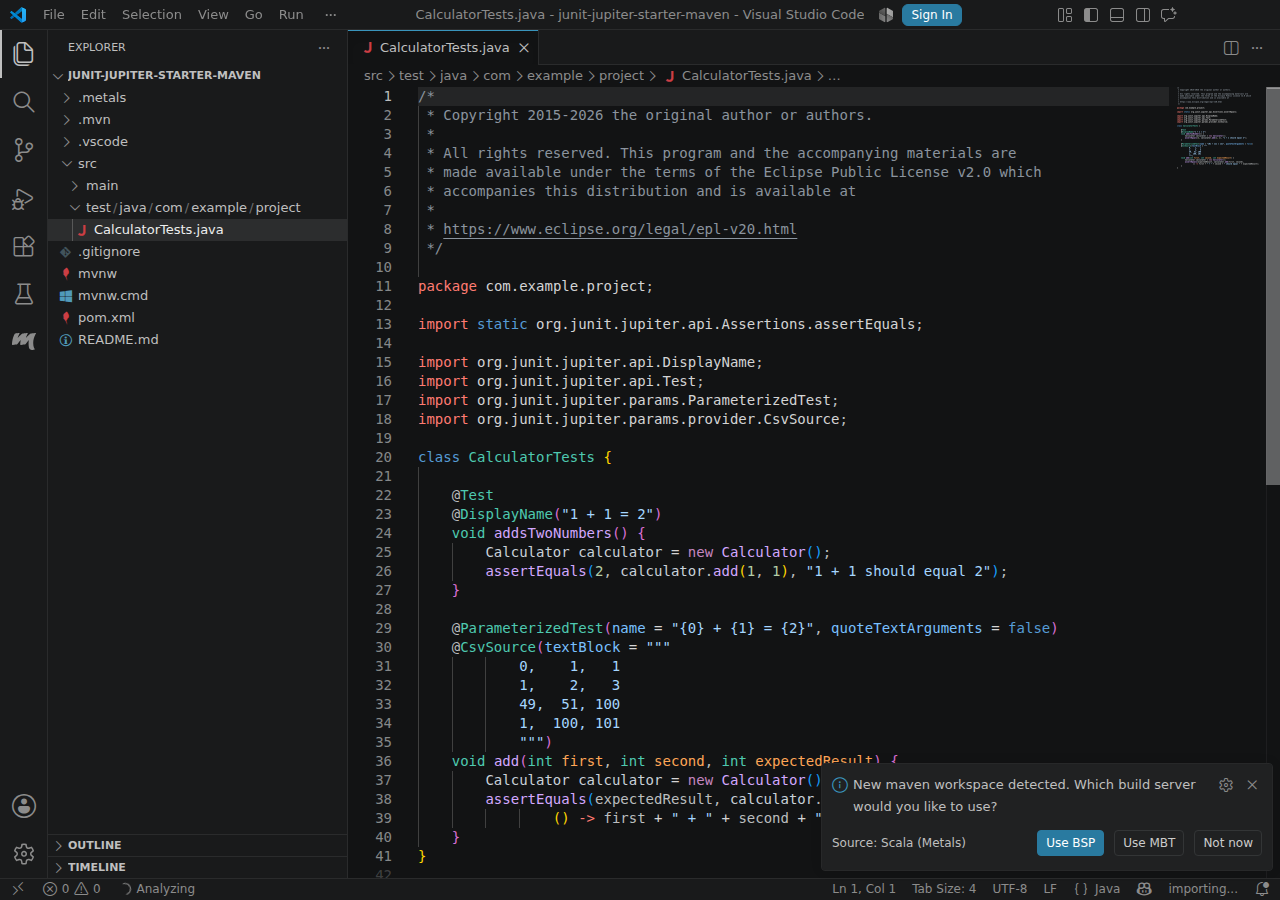 File Edit Selection View Go Run ··· CalculatorTests.java - junit-jupiter-starter-maven - Visual Studio Code Sign In
EXPLORER
JUNIT-JUPITER-STARTER-MAVEN
.metals
.mvn
.vscode
src
main
test/java/com/example/project
CalculatorTests.java
.gitignore
mvnw
mvnw.cmd
pom.xml
README.md
OUTLINE
TIMELINE
CalculatorTests.java
src > test > java > com > example > project > CalculatorTests.java > ...
1 /*
2  * Copyright 2015-2026 the original author or authors.
3  *
4  * All rights reserved. This program and the accompanying materials are
5  * made available under the terms of the Eclipse Public License v2.0 which
6  * accompanies this distribution and is available at
7  *
8  * https://www.eclipse.org/legal/epl-v20.html
9  */
10
11 package com.example.project;
12
13 import static org.junit.jupiter.api.Assertions.assertEquals;
14
15 import org.junit.jupiter.api.DisplayName;
16 import org.junit.jupiter.api.Test;
17 import org.junit.jupiter.params.ParameterizedTest;
18 import org.junit.jupiter.params.provider.CsvSource;
19
20 class CalculatorTests {
21
22     @Test
23     @DisplayName("1 + 1 = 2")
24     void addsTwoNumbers() {
25         Calculator calculator = new Calculator();
26         assertEquals(2, calculator.add(1, 1), "1 + 1 should equal 2");
27     }
28
29     @ParameterizedTest(name = "{0} + {1} = {2}", quoteTextArguments = false)
30     @CsvSource(textBlock = """
31             0,    1,   1
32             1,    2,   3
33             49,  51, 100
34             1,  100, 101
35             """)
36     void add(int first, int second, int expectedResult) {
37         Calculator calculator = new Calculator()
38         assertEquals(expectedResult, calculator.
39                 () -> first + " + " + second + "
40     }
41 }
42
New maven workspace detected. Which build server
would you like to use?
Source: Scala (Metals) Use BSP Use MBT Not now
0 0 Analyzing Ln 1, Col 1 Tab Size: 4 UTF-8 LF { } Java importing...